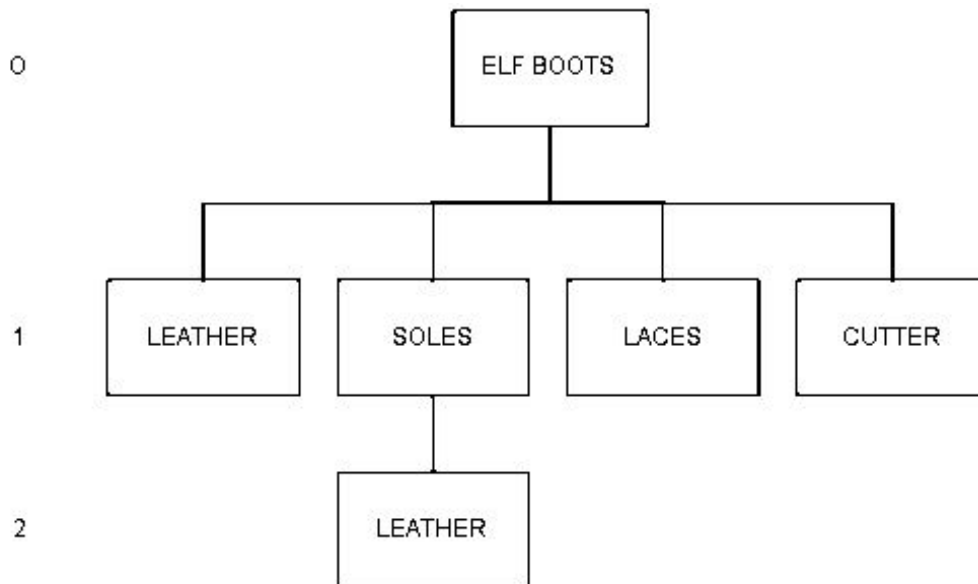 0
ELF BOOTS
1
LEATHER
SOLES
LACES
CUTTER
2
LEATHER